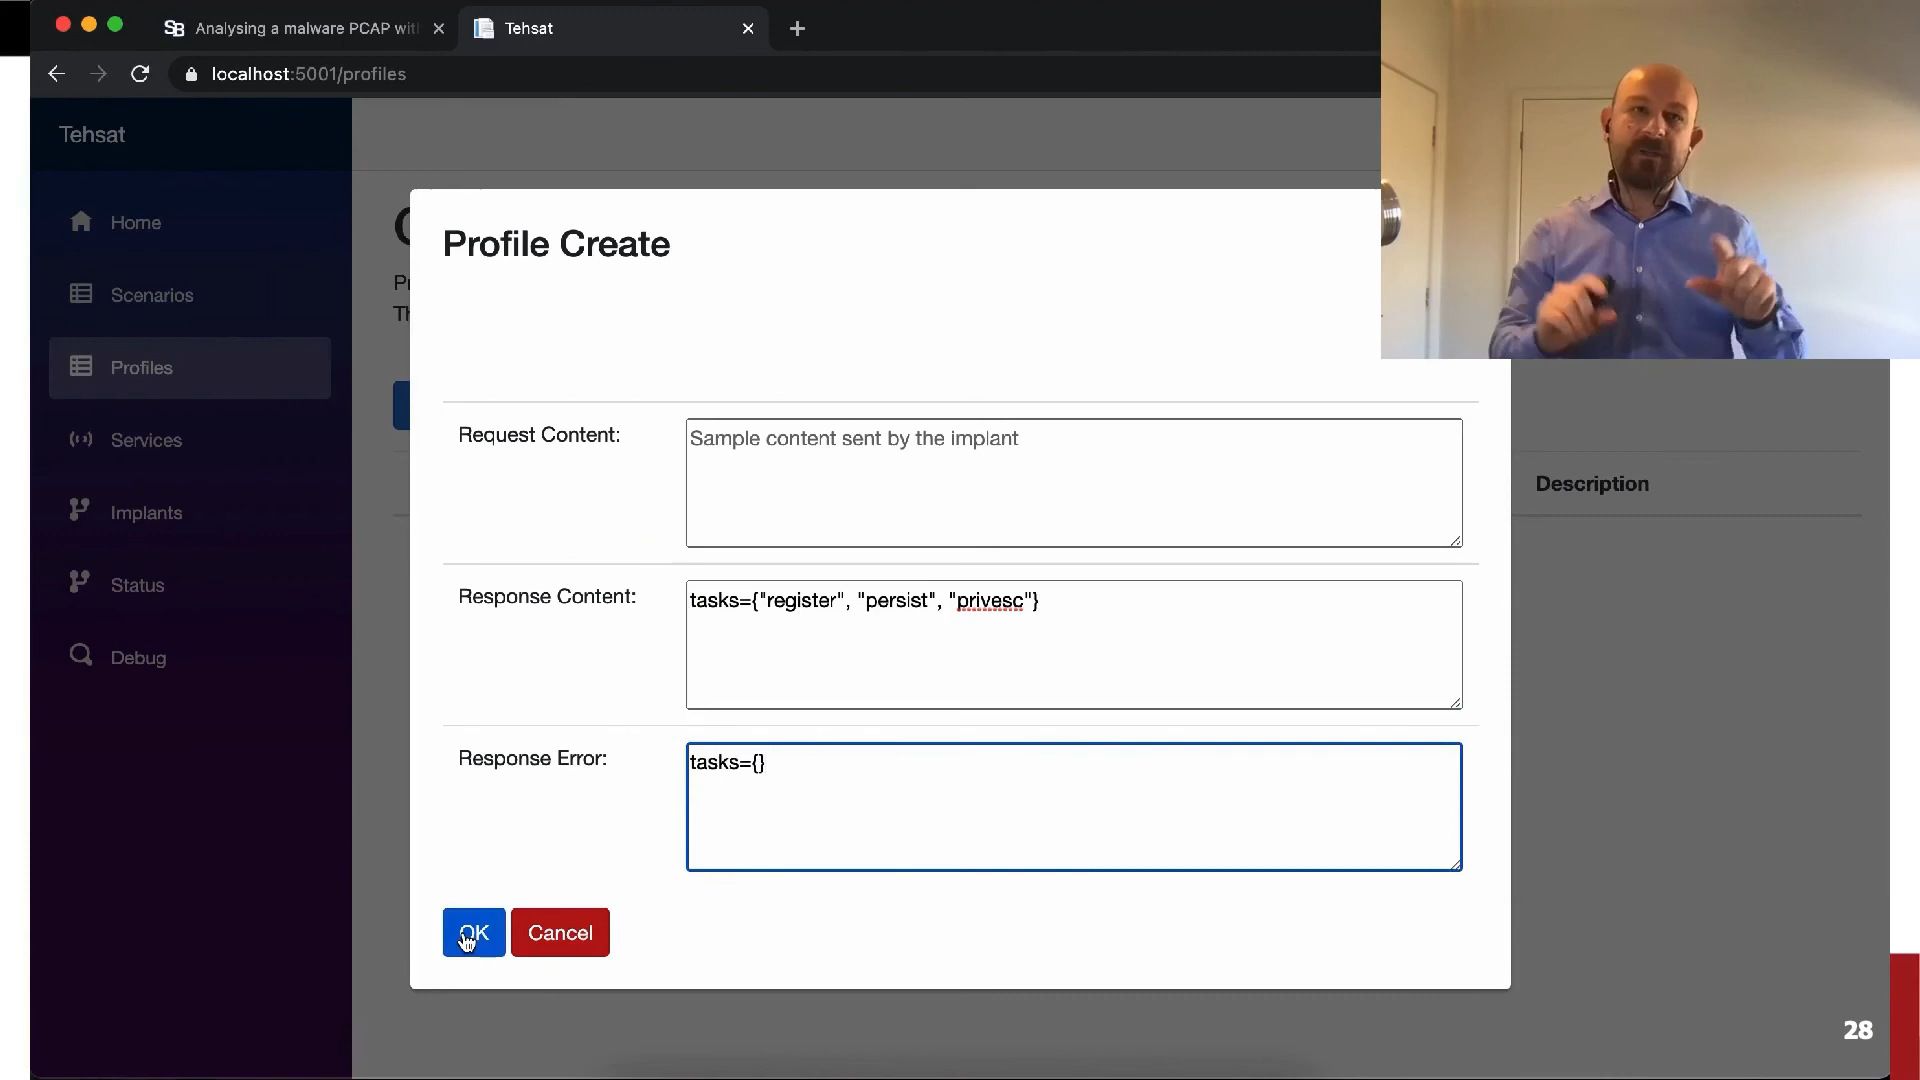 Analysing a malware PCAP wit
Tehsat
localhost:5001/profiles
Tehsat
Home
Scenarios
Profiles
Services
Implants
Status
Debug
Profile Create
Request Content:
Sample content sent by the implant
Response Content:
tasks={"register", "persist", "privesc"}
Response Error:
tasks={}
OK
Cancel
Description
28